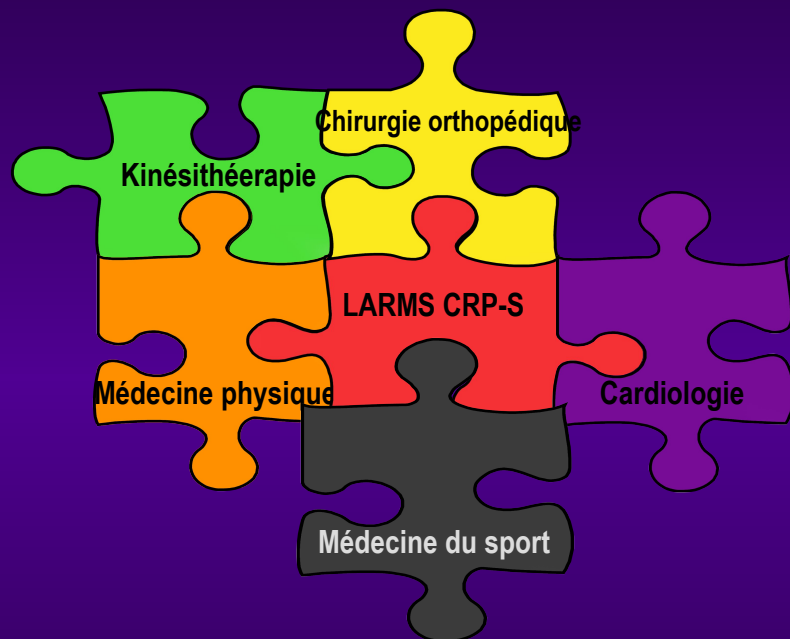 Chirurgie orthopédique
Kinésithéerapie
LARMS CRP-S
Médecine physique
Cardiologie
Médecine du sport